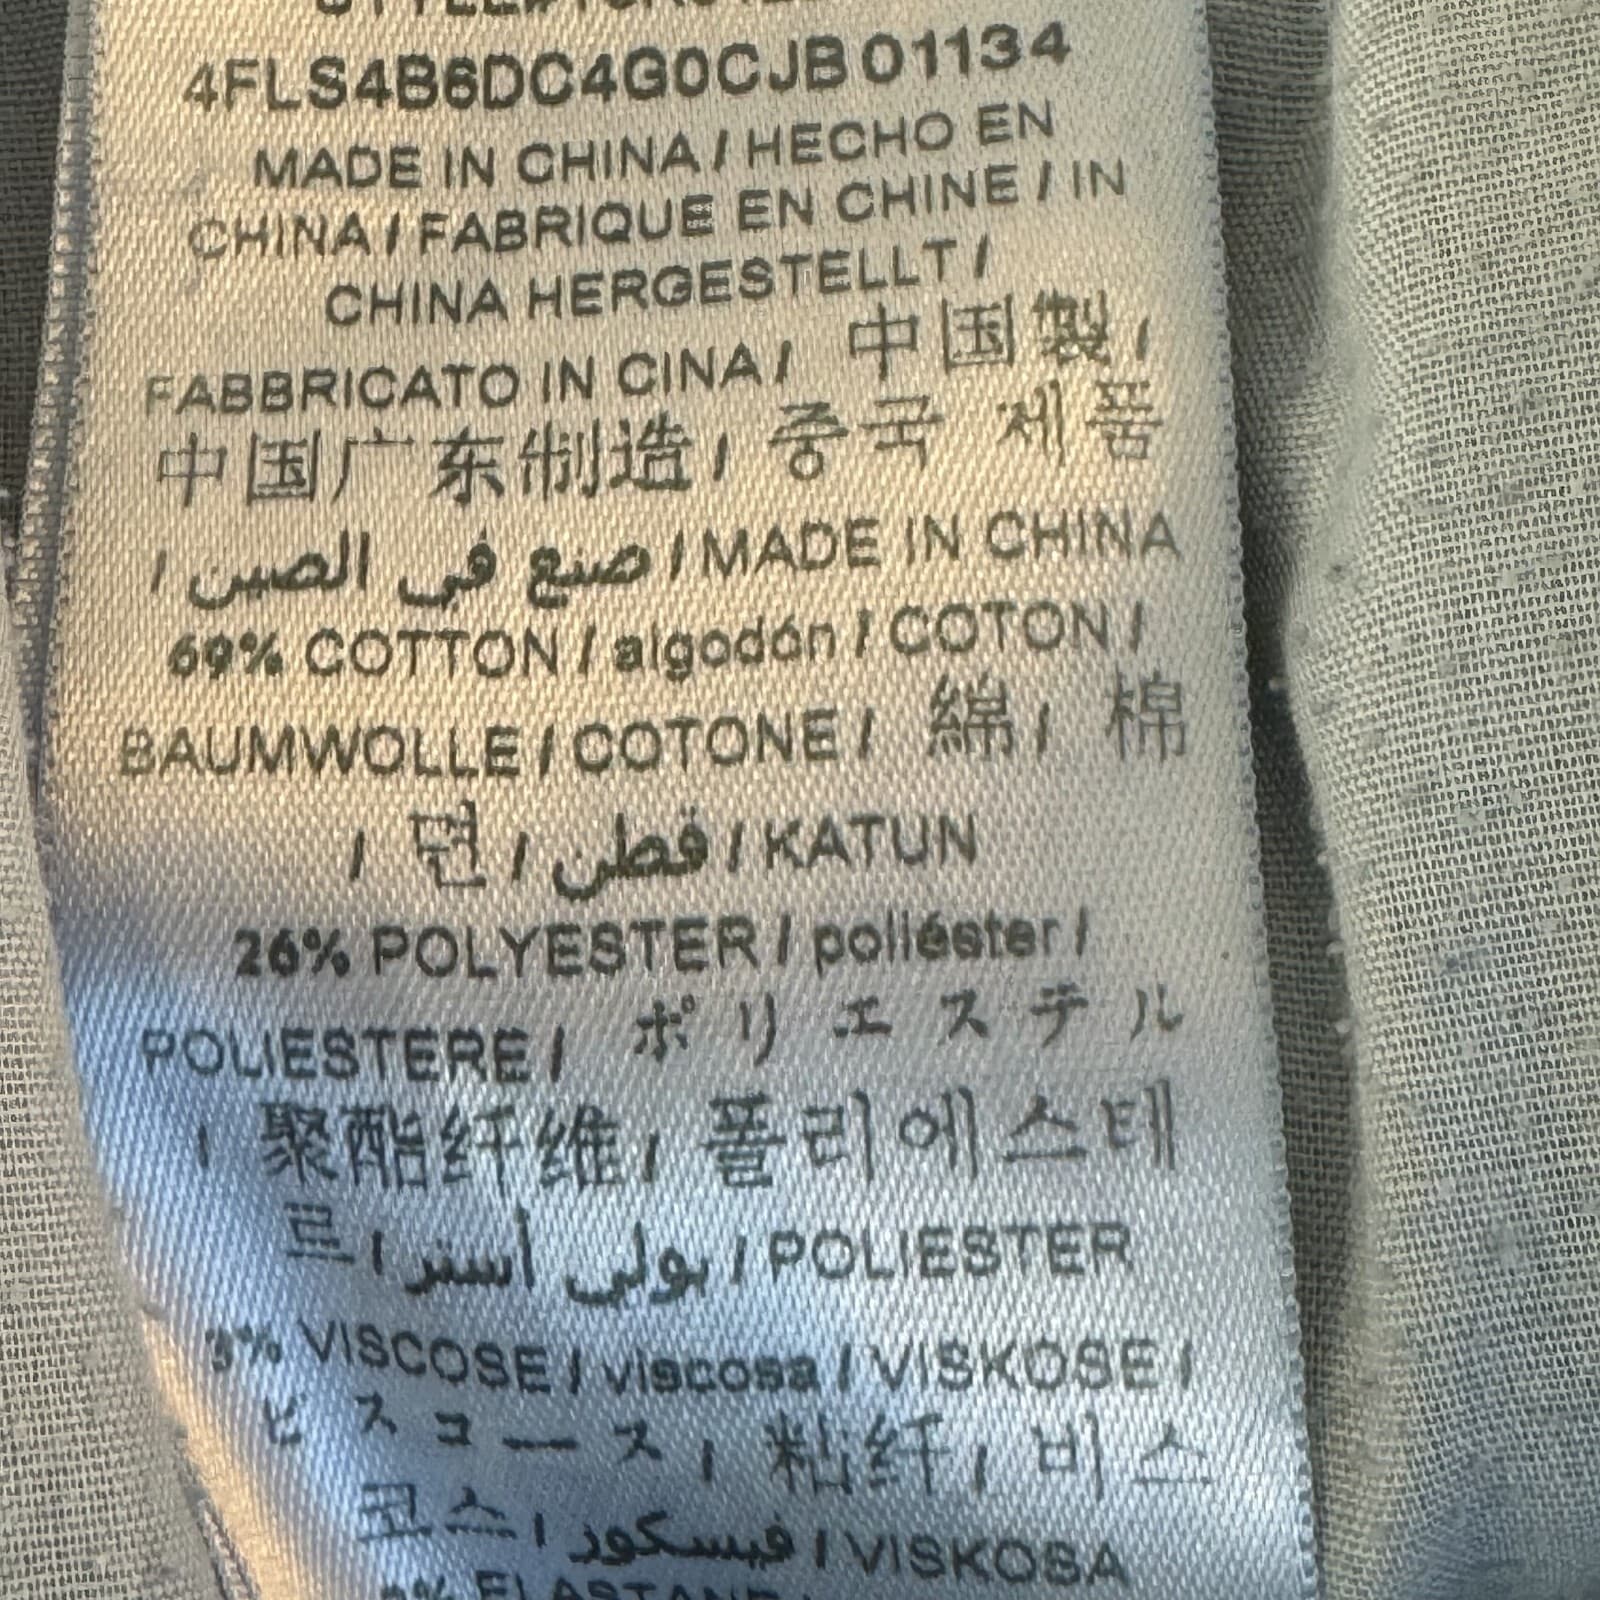 4FLS4B6DC4G0CJB 01134
MADE IN CHINA / HECHO EN
CHINA / FABRIQUE EN CHINE / IN
CHINA HERGESTELLT /
FABBRICATO IN CINA / 中国製 /
中国广东制造 / 중국 제품
/ صنع في الصين / MADE IN CHINA
69% COTTON / algodón / COTON /
BAUMWOLLE / COTONE / 綿 / 棉
/ 면 / قطن / KATUN
26% POLYESTER / poliéster /
POLIESTERE / ポリエステル
/ 聚酯纤维 / 폴리에스테
르 / بولي أستر / POLIESTER
3% VISCOSE / viscosa / VISKOSE /
ビスコース / 粘纤 / 비스
코스 / فيسكوز / VISKOSA
2% ELASTANE